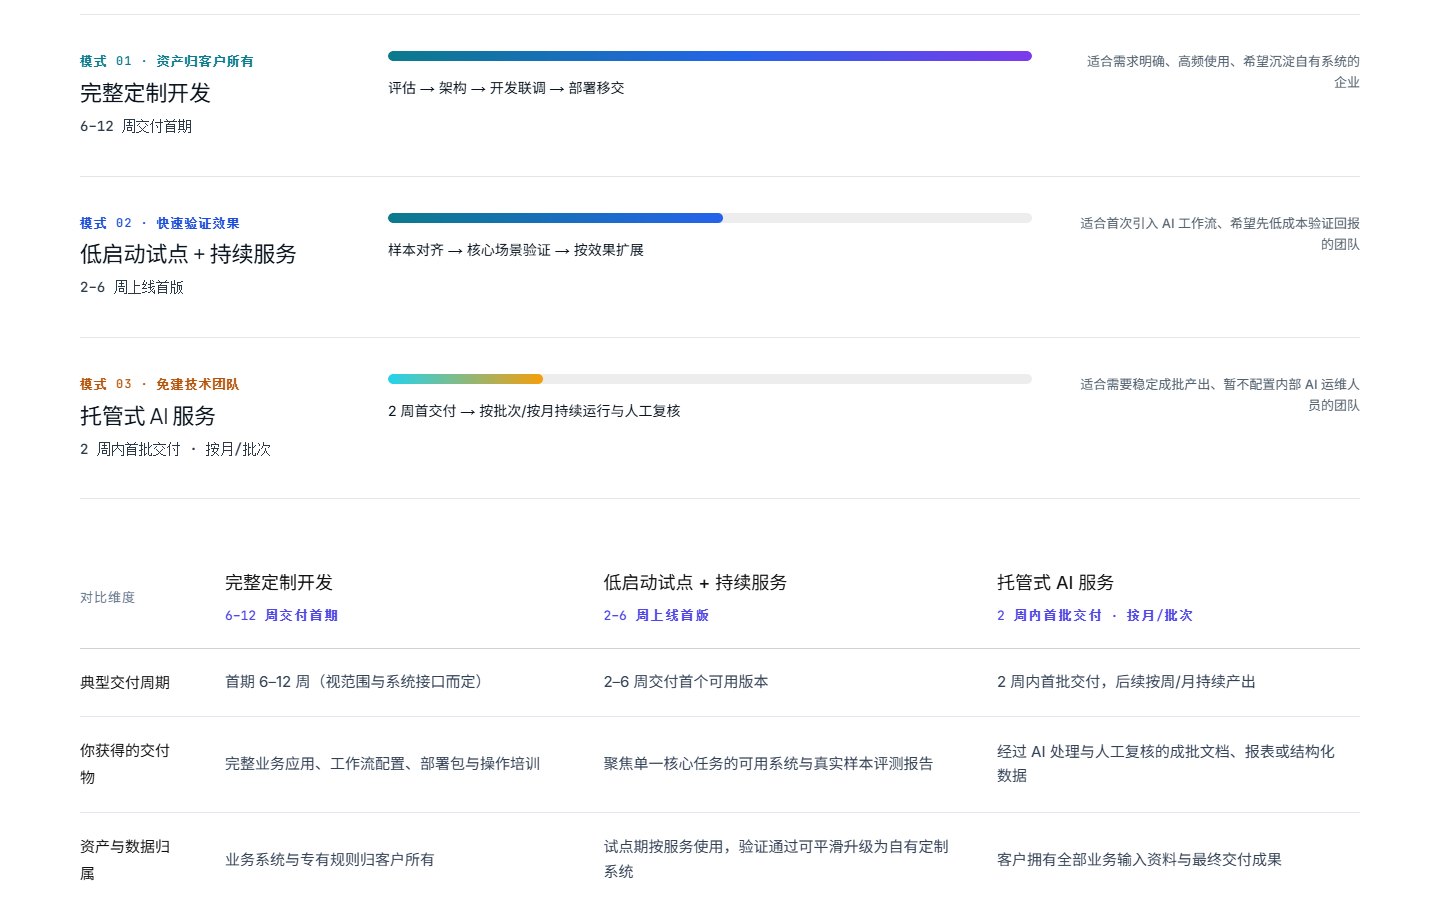 模式 01 · 资产归客户所有
完整定制开发
6–12 周交付首期
评估 → 架构 → 开发联调 → 部署移交
适合需求明确、高频使用、希望沉淀自有系统的
企业
模式 02 · 快速验证效果
低启动试点 + 持续服务
2–6 周上线首版
样本对齐 → 核心场景验证 → 按效果扩展
适合首次引入 AI 工作流、希望先低成本验证回报
的团队
模式 03 · 免建技术团队
托管式 AI 服务
2 周内首批交付 · 按月/批次
2 周首交付 → 按批次/按月持续运行与人工复核
适合需要稳定成批产出、暂不配置内部 AI 运维人
员的团队
对比维度
完整定制开发
6–12 周交付首期
低启动试点 + 持续服务
2–6 周上线首版
托管式 AI 服务
2 周内首批交付 · 按月/批次
典型交付周期
首期 6–12 周（视范围与系统接口而定）
2–6 周交付首个可用版本
2 周内首批交付，后续按周/月持续产出
你获得的交付
物
完整业务应用、工作流配置、部署包与操作培训
聚焦单一核心任务的可用系统与真实样本评测报告
经过 AI 处理与人工复核的成批文档、报表或结构化
数据
资产与数据归
属
业务系统与专有规则归客户所有
试点期按服务使用，验证通过可平滑升级为自有定制
系统
客户拥有全部业务输入资料与最终交付成果